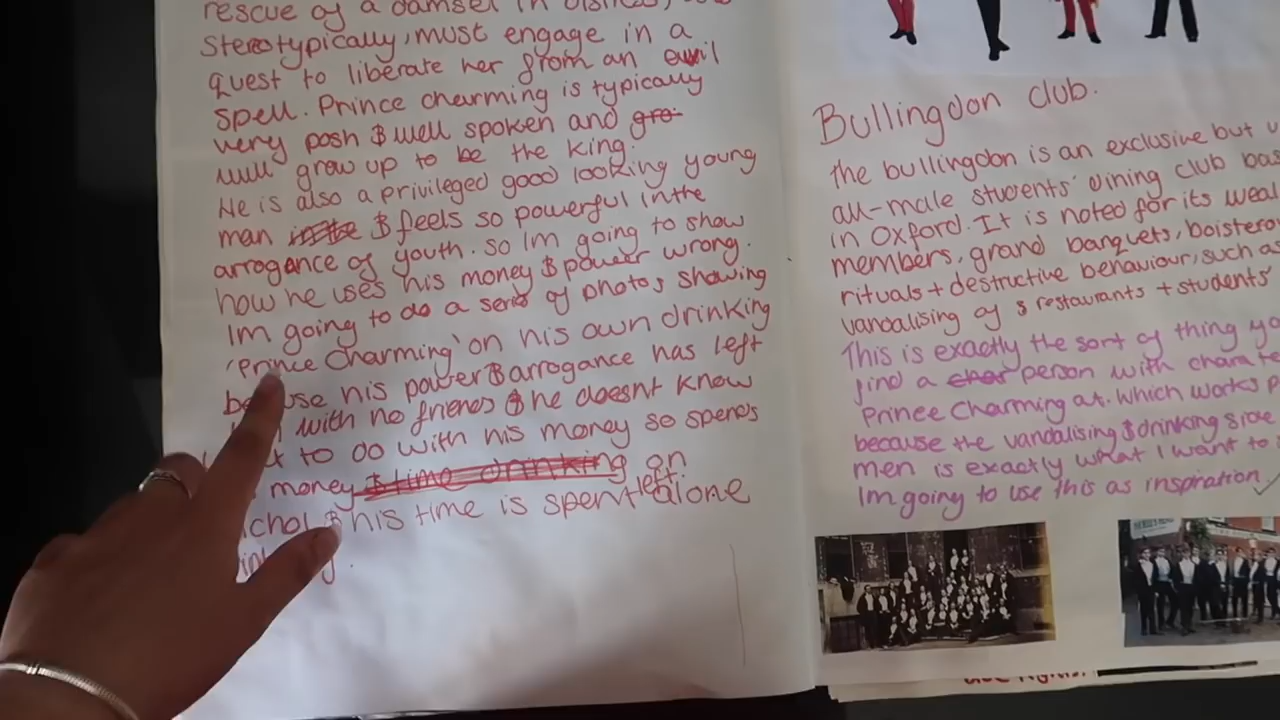 rescue of a damsel in
stereotypically, must engage in a
quest to liberate her from an evil
spell. Prince charming is typically
very posh & well spoken and gro
will grow up to be the king.
He is also a privileged good looking young
man in the & feels so powerful in the
arrogance of youth. so Im going to show
how he uses his money & power wrong.
Im going to do a series of photos showing
'Prince Charming' on his own drinking
his power & arrogance has left
with no friends & he doesnt know
to do with his money so spends
money & time drinking on
his time is spent left alone
Bullingdon club.
the bullingdon is an exclusive but
all-male students' dining club
in Oxford. It is noted for its
members, grand banquets, boisterous
rituals + destructive behaviour, such as
vandalising of restaurants + students'
This is exactly the sort of thing
find a char person with
Prince Charming at. Which works
because the vandalising & drinking side
men is exactly what I want to
Im going to use this as inspiration.